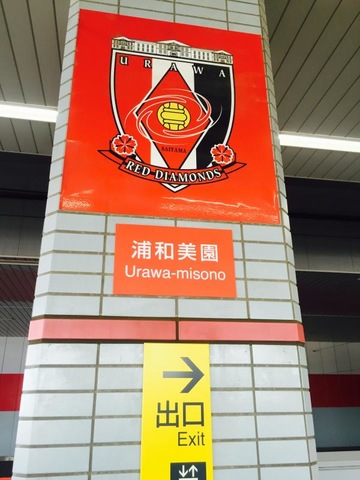 URAWA
SAITAMA
RED DIAMONDS
浦和美園
Urawa-misono
出口
Exit